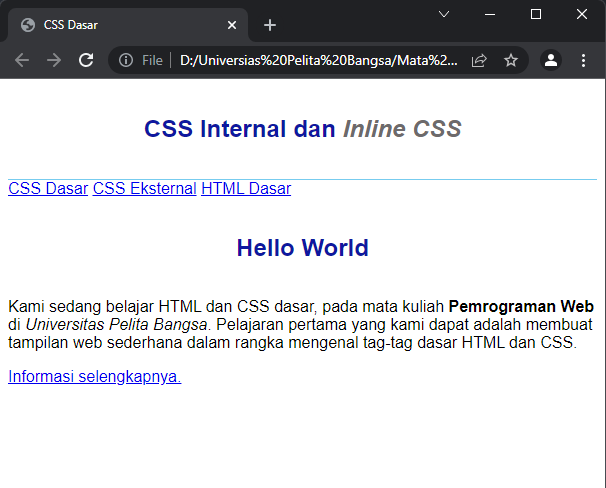 CSS Dasar
File
D:/Universias%20Pelita%20Bangsa/Mata%2...
CSS Internal dan Inline CSS
CSS Dasar CSS Eksternal HTML Dasar
Hello World
Kami sedang belajar HTML dan CSS dasar, pada mata kuliah Pemrograman Web
di Universitas Pelita Bangsa. Pelajaran pertama yang kami dapat adalah membuat
tampilan web sederhana dalam rangka mengenal tag-tag dasar HTML dan CSS.
Informasi selengkapnya.